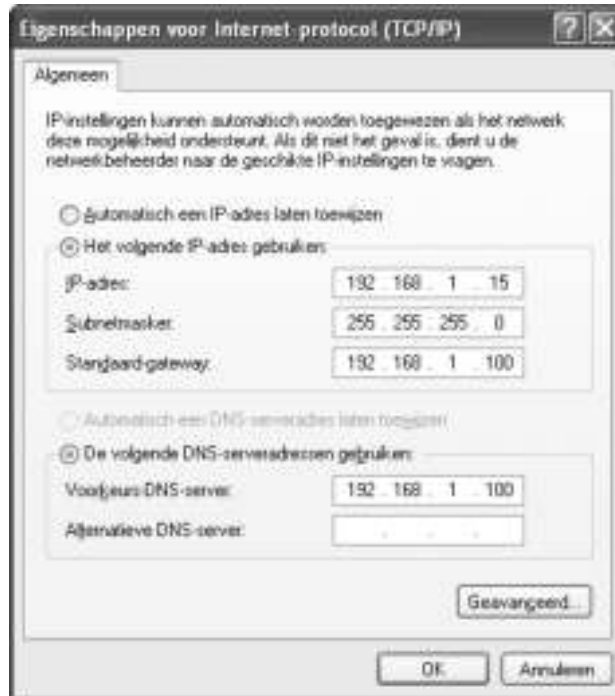 Eigenschappen voor Internet-protocol (TCP/IP)
Algemeen
IP-instellingen kunnen automatisch worden toegewezen als het netwerk
deze mogelijkheid ondersteunt. Als dit niet het geval is, dient u de
netwerkbeheerder naar de geschikte IP-instellingen te vragen.
Automatisch een IP-adres laten toewijzen
Het volgende IP-adres gebruiken:
IP-adres: 192 . 168 . 1 . 15
Subnetmasker: 255 . 255 . 255 . 0
Standaard-gateway: 192 . 168 . 1 . 100
Automatisch een DNS-serveradres laten toewijzen
De volgende DNS-serveradressen gebruiken:
Voorkeurs-DNS-server: 192 . 168 . 1 . 100
Alternatieve DNS-server: . . .
Geavanceerd...
OK Annuleren